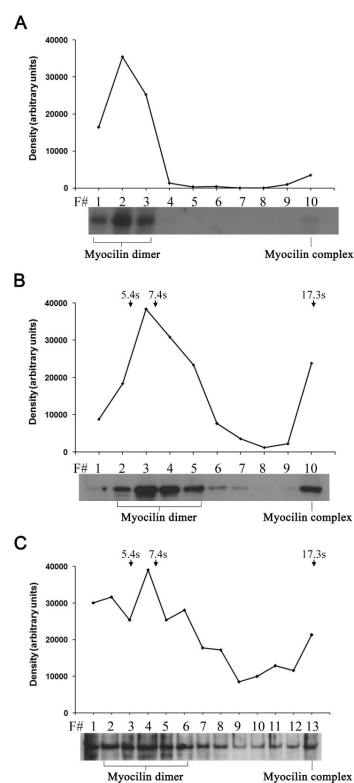 A
Density (arbitrary units)
40000
30000
20000
10000
0
F# 1 2 3 4 5 6 7 8 9 10
Myocilin dimer Myocilin complex
B
5.4s 7.4s 17.3s
Density (arbitrary units)
40000
30000
20000
10000
0
F# 1 2 3 4 5 6 7 8 9 10
Myocilin dimer Myocilin complex
C
5.4s 7.4s 17.3s
Density (arbitrary units)
40000
30000
20000
10000
0
F# 1 2 3 4 5 6 7 8 9 10 11 12 13
Myocilin dimer Myocilin complex